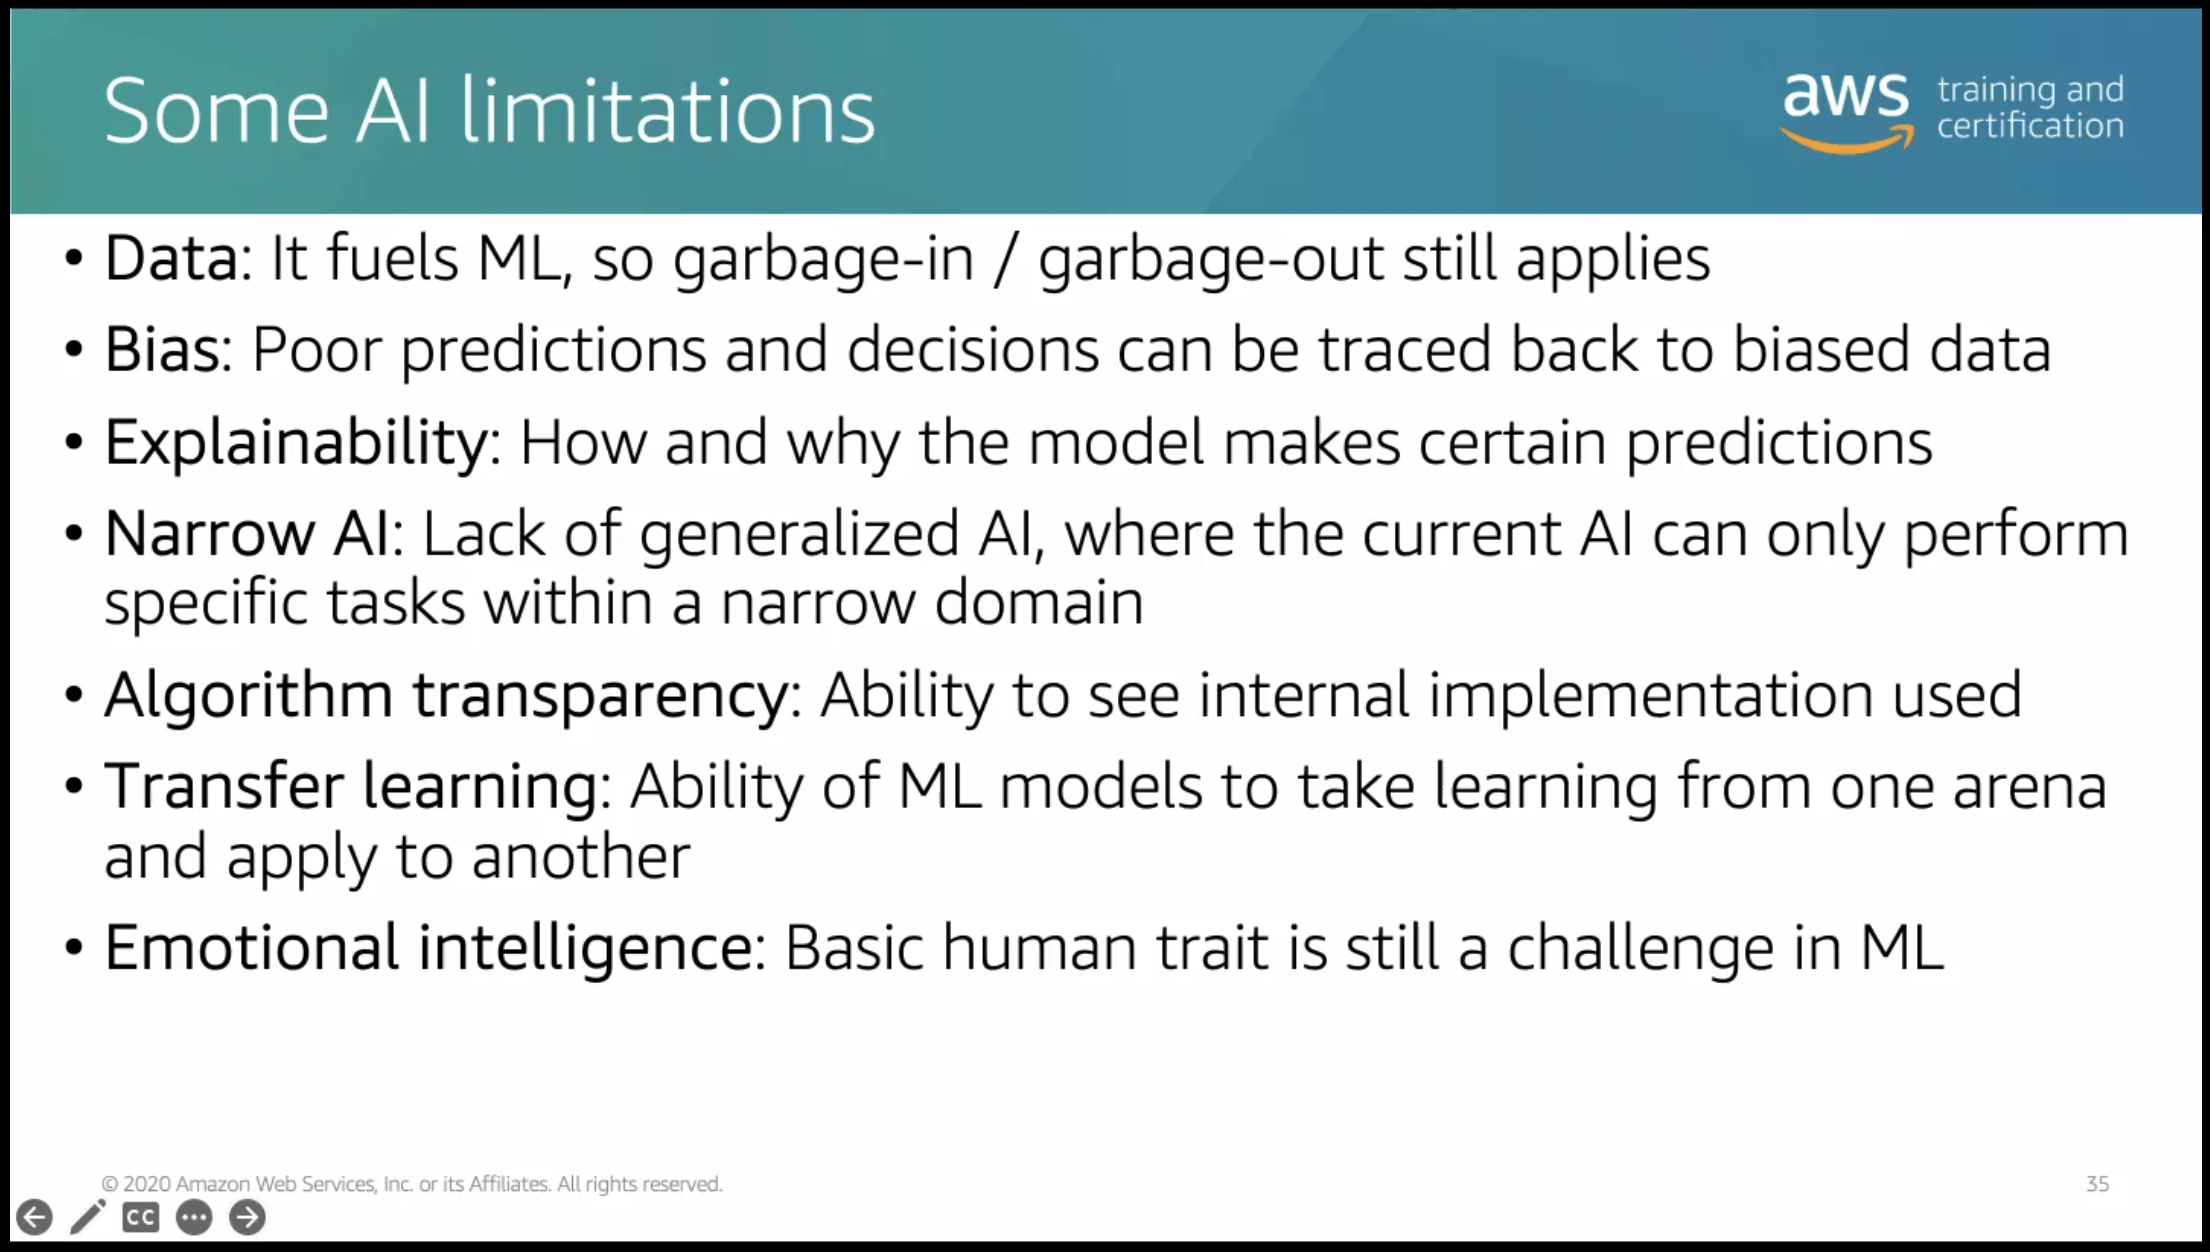 Some AI limitations
aws training and
certification
• Data: It fuels ML, so garbage-in / garbage-out still applies
• Bias: Poor predictions and decisions can be traced back to biased data
• Explainability: How and why the model makes certain predictions
• Narrow AI: Lack of generalized AI, where the current AI can only perform
specific tasks within a narrow domain
• Algorithm transparency: Ability to see internal implementation used
• Transfer learning: Ability of ML models to take learning from one arena
and apply to another
• Emotional intelligence: Basic human trait is still a challenge in ML
© 2020 Amazon Web Services, Inc. or its Affiliates. All rights reserved.
35
CC